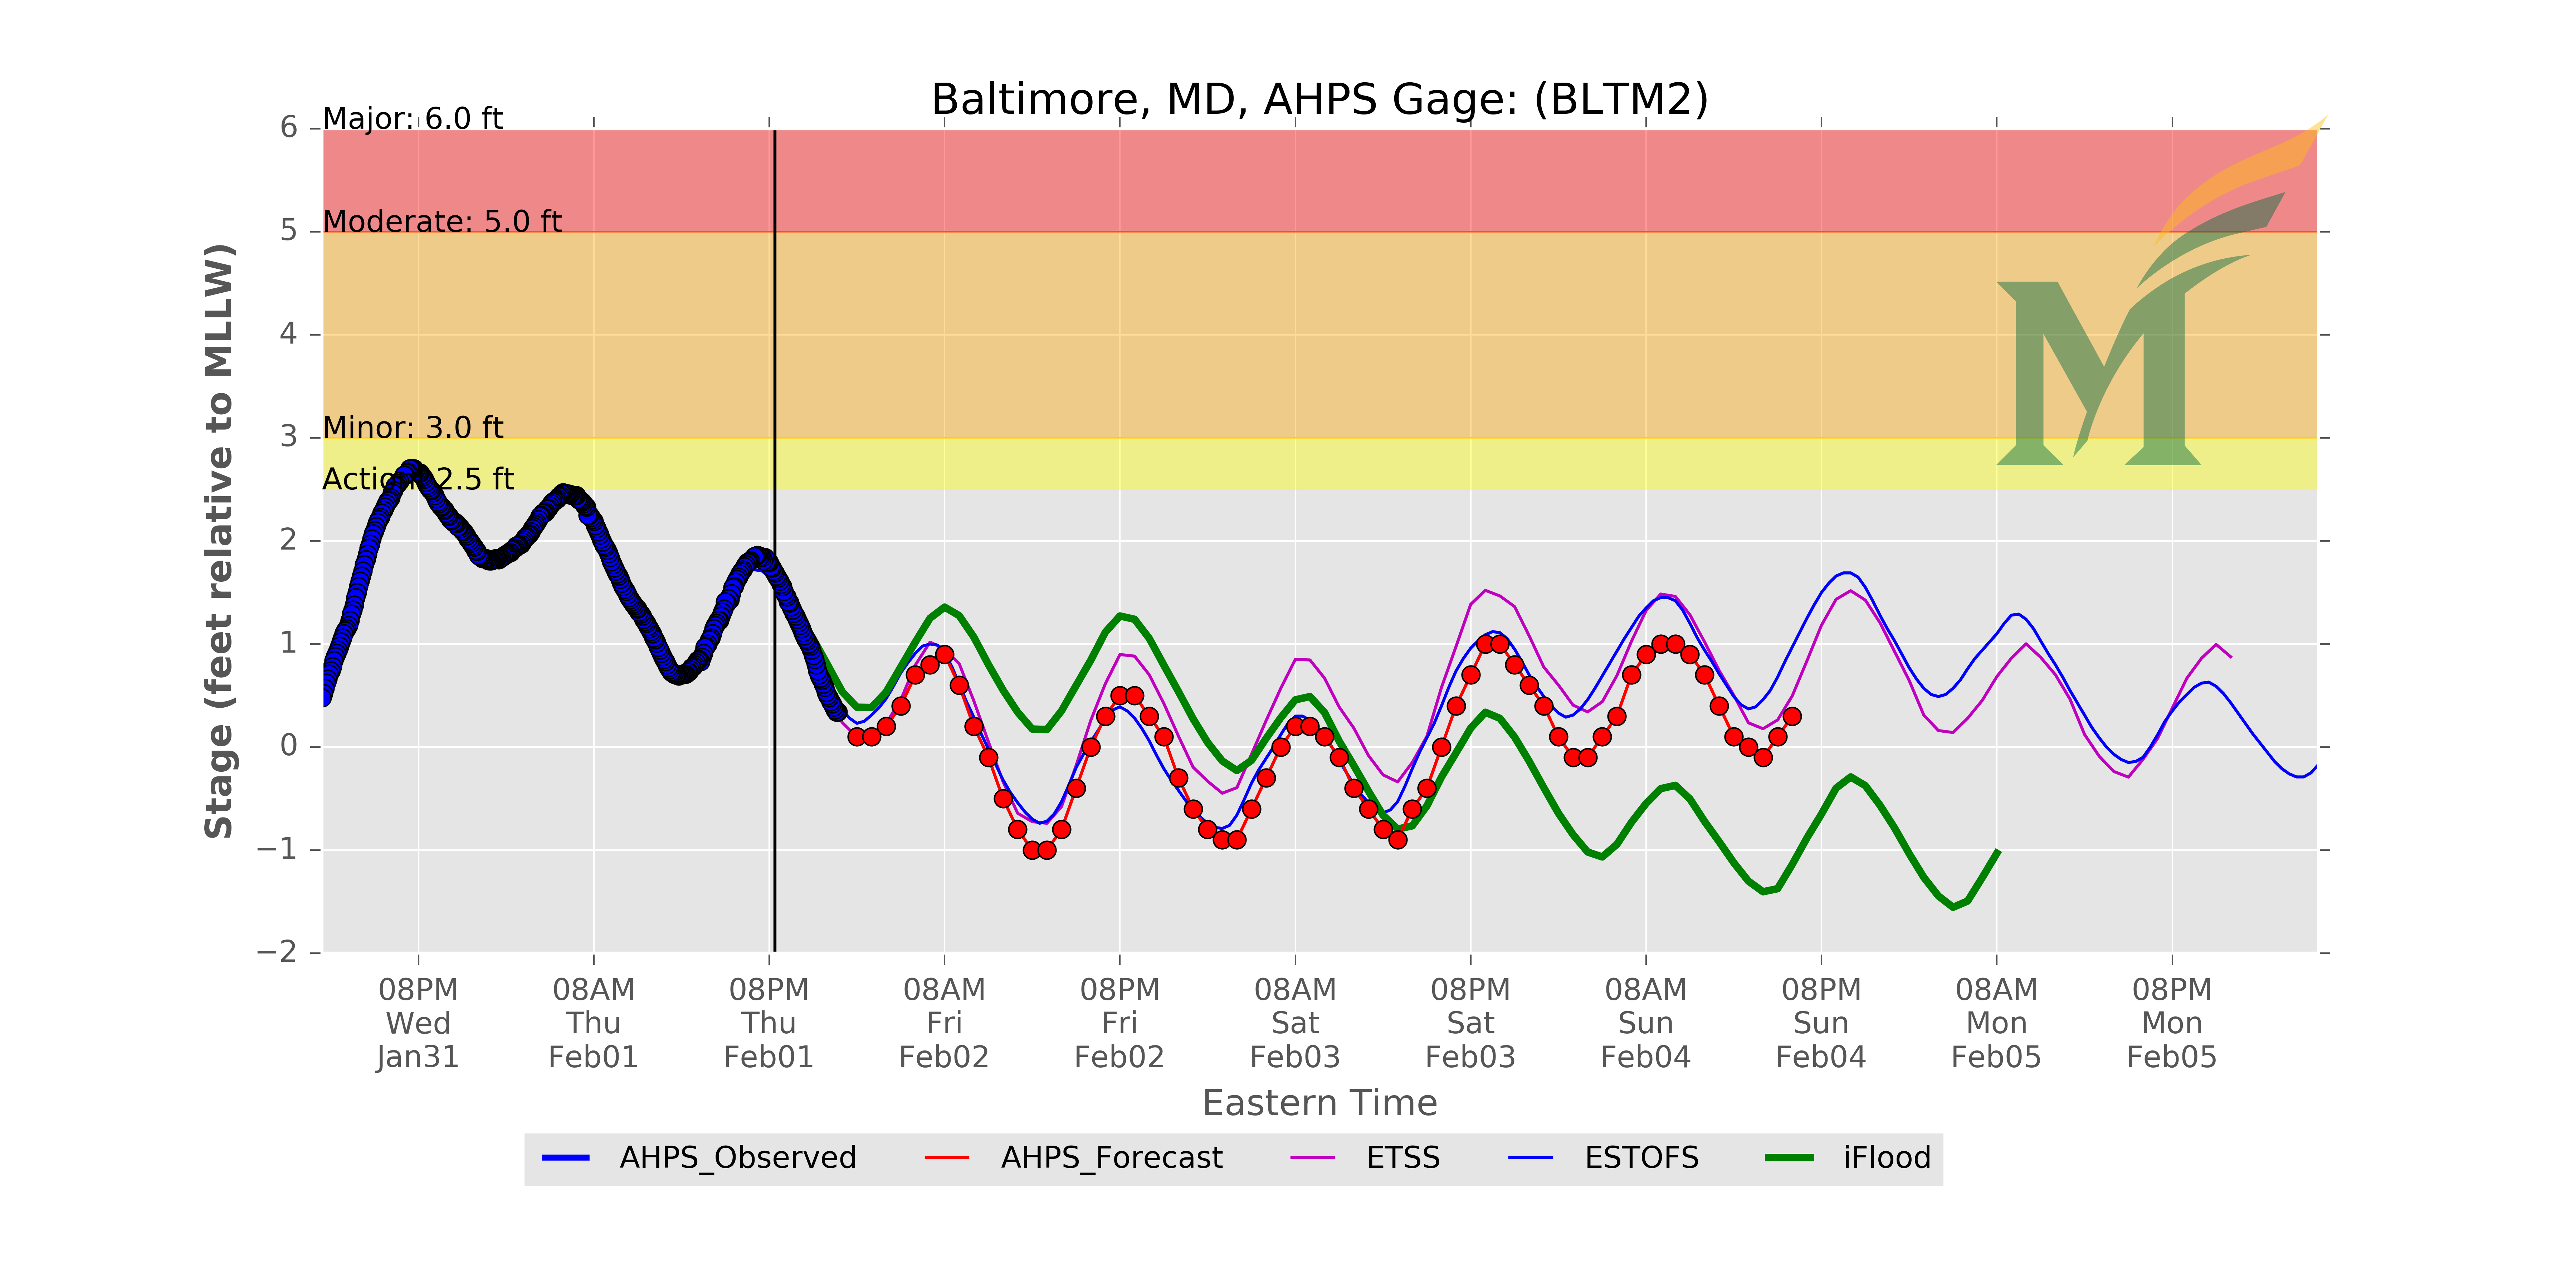 Baltimore, MD, AHPS Gage: (BLTM2)
Major: 6.0 ft
Moderate: 5.0 ft
Minor: 3.0 ft
Action: 2.5 ft
6
5
4
3
2
1
0
−1
−2
Stage (feet relative to MLLW)
08PM Wed Jan31
08AM Thu Feb01
08PM Thu Feb01
08AM Fri Feb02
08PM Fri Feb02
08AM Sat Feb03
08PM Sat Feb03
08AM Sun Feb04
08PM Sun Feb04
08AM Mon Feb05
08PM Mon Feb05
Eastern Time
AHPS_Observed AHPS_Forecast ETSS ESTOFS iFlood
M